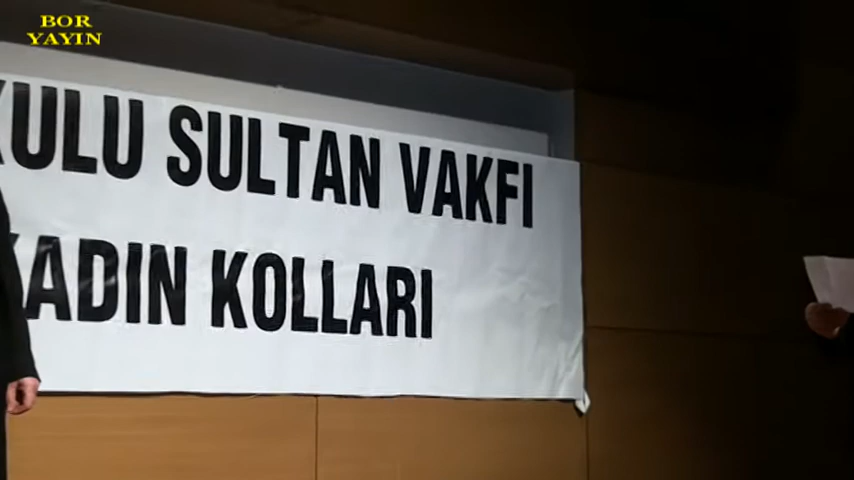 BOR
YAYIN
KULU SULTAN VAKFI
KADIN KOLLARI